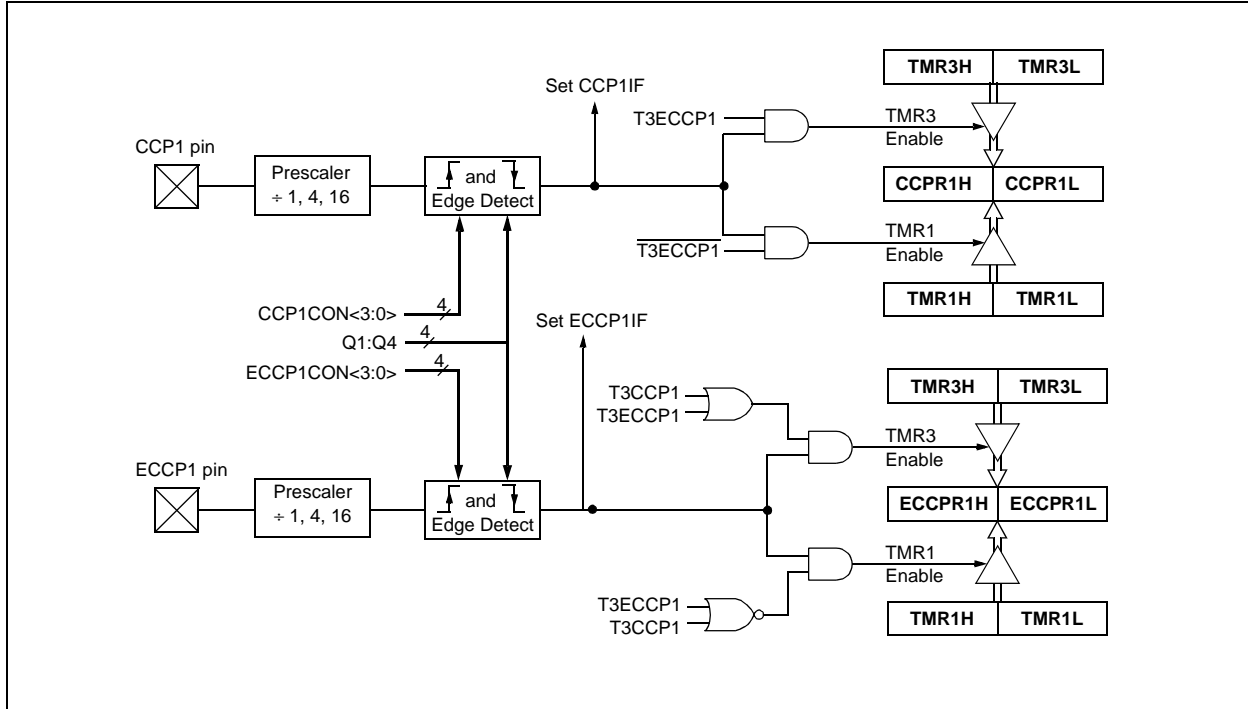 TMR3H TMR3L
Set CCP1IF
T3ECCP1
TMR3
Enable
CCP1 pin
Prescaler
÷ 1, 4, 16
and
Edge Detect
CCPR1H CCPR1L
T̅3̅E̅C̅C̅P̅1̅
TMR1
Enable
TMR1H TMR1L
CCP1CON<3:0> 4
Q1:Q4 4
ECCP1CON<3:0> 4
Set ECCP1IF
TMR3H TMR3L
T3CCP1
T3ECCP1
TMR3
Enable
ECCP1 pin
Prescaler
÷ 1, 4, 16
and
Edge Detect
ECCPR1H ECCPR1L
TMR1
Enable
T3ECCP1
T3CCP1
TMR1H TMR1L